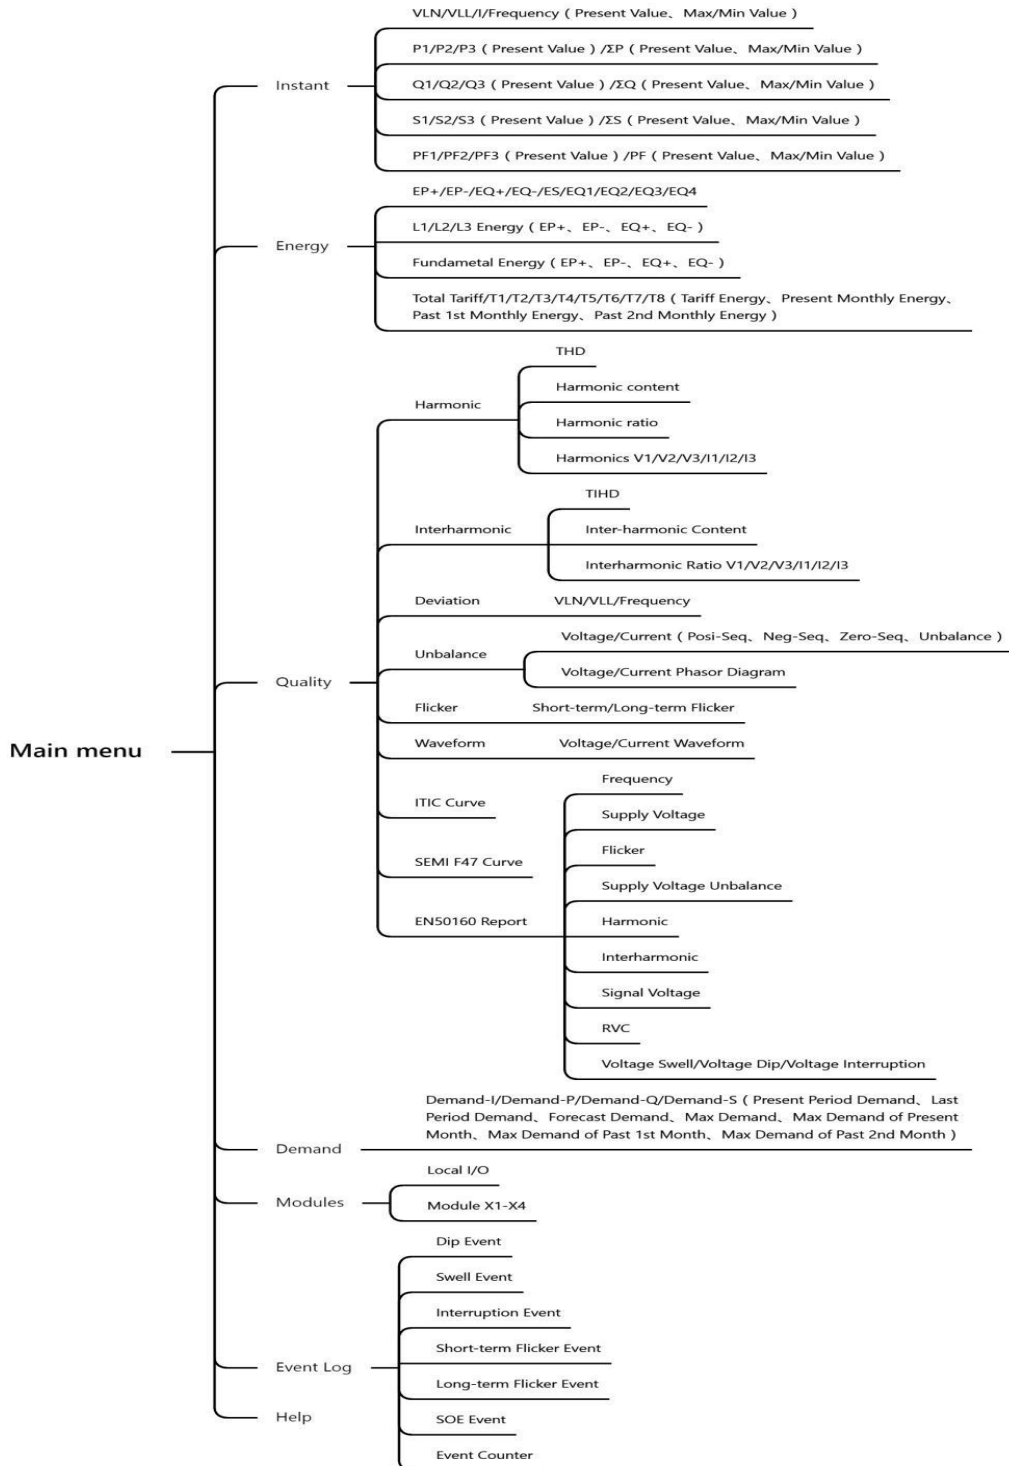 VLN/VLL/I/Frequency ( Present Value、Max/Min Value )
P1/P2/P3 ( Present Value ) /ΣP ( Present Value、Max/Min Value )
Instant
Q1/Q2/Q3 ( Present Value ) /ΣQ ( Present Value、Max/Min Value )
S1/S2/S3 ( Present Value ) /ΣS ( Present Value、Max/Min Value )
PF1/PF2/PF3 ( Present Value ) /PF ( Present Value、Max/Min Value )
EP+/EP-/EQ+/EQ-/ES/EQ1/EQ2/EQ3/EQ4
L1/L2/L3 Energy ( EP+、EP-、EQ+、EQ- )
Energy
Fundametal Energy ( EP+、EP-、EQ+、EQ- )
Total Tariff/T1/T2/T3/T4/T5/T6/T7/T8 ( Tariff Energy、Present Monthly Energy、
Past 1st Monthly Energy、Past 2nd Monthly Energy )
THD
Harmonic content
Harmonic
Harmonic ratio
Harmonics V1/V2/V3/I1/I2/I3
TIHD
Interharmonic
Inter-harmonic Content
Interharmonic Ratio V1/V2/V3/I1/I2/I3
Deviation
VLN/VLL/Frequency
Voltage/Current ( Posi-Seq、Neg-Seq、Zero-Seq、Unbalance )
Unbalance
Voltage/Current Phasor Diagram
Quality
Flicker
Short-term/Long-term Flicker
Waveform
Voltage/Current Waveform
Main menu
Frequency
ITIC Curve
Supply Voltage
Flicker
SEMI F47 Curve
Supply Voltage Unbalance
EN50160 Report
Harmonic
Interharmonic
Signal Voltage
RVC
Voltage Swell/Voltage Dip/Voltage Interruption
Demand-I/Demand-P/Demand-Q/Demand-S ( Present Period Demand、Last
Period Demand、Forecast Demand、Max Demand、Max Demand of Present
Month、Max Demand of Past 1st Month、Max Demand of Past 2nd Month )
Demand
Local I/O
Modules
Module X1-X4
Dip Event
Swell Event
Interruption Event
Short-term Flicker Event
Event Log
Long-term Flicker Event
Help
SOE Event
Event Counter